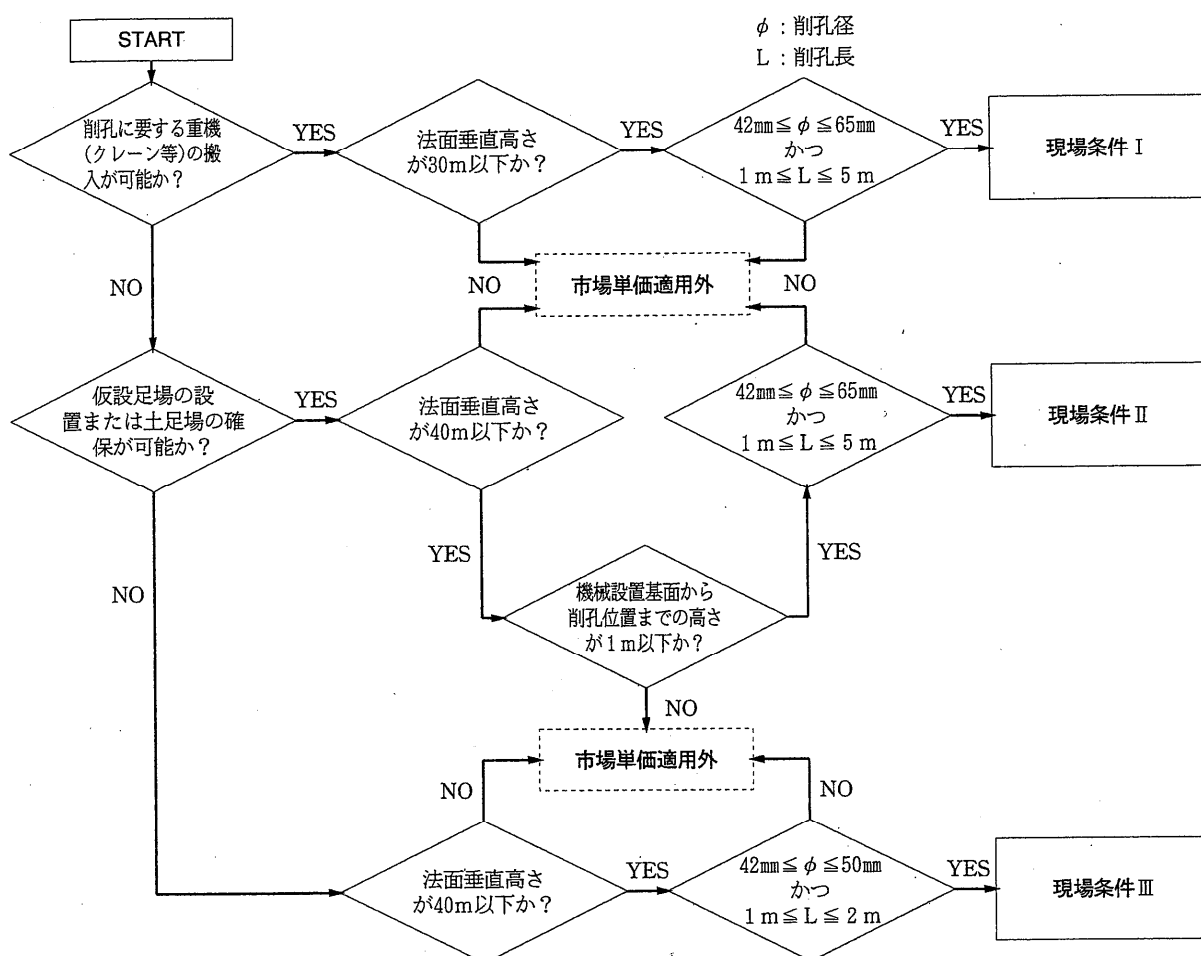 START
φ：削孔径
L：削孔長
削孔に要する重機
(クレーン等)の搬
入が可能か？
YES
法面垂直高さ
が30m以下か？
YES
42mm≦φ≦65mm
かつ
1m≦L≦5m
YES
現場条件Ⅰ
NO
NO
市場単価適用外
NO
仮設足場の設
置または土足場の確
保が可能か？
YES
法面垂直高さ
が40m以下か？
42mm≦φ≦65mm
かつ
1m≦L≦5m
YES
現場条件Ⅱ
NO
YES
機械設置基面から
削孔位置までの高さ
が1m以下か？
YES
NO
市場単価適用外
NO
NO
法面垂直高さ
が40m以下か？
YES
42mm≦φ≦50mm
かつ
1m≦L≦2m
YES
現場条件Ⅲ